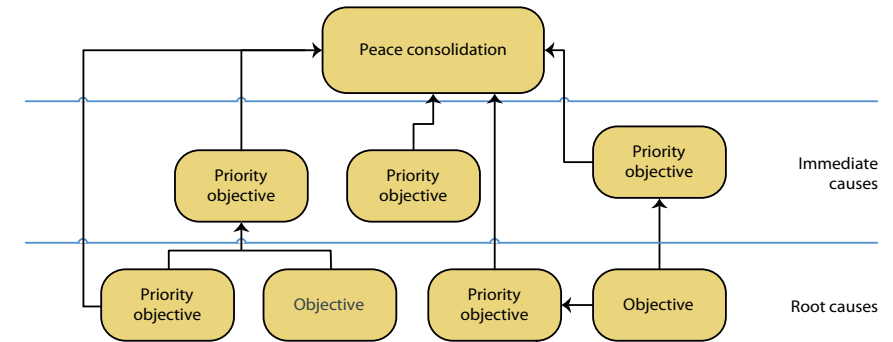 Peace consolidation
Priority
objective
Priority
objective
Priority
objective
Immediate
causes
Priority
objective
Objective
Priority
objective
Objective
Root causes